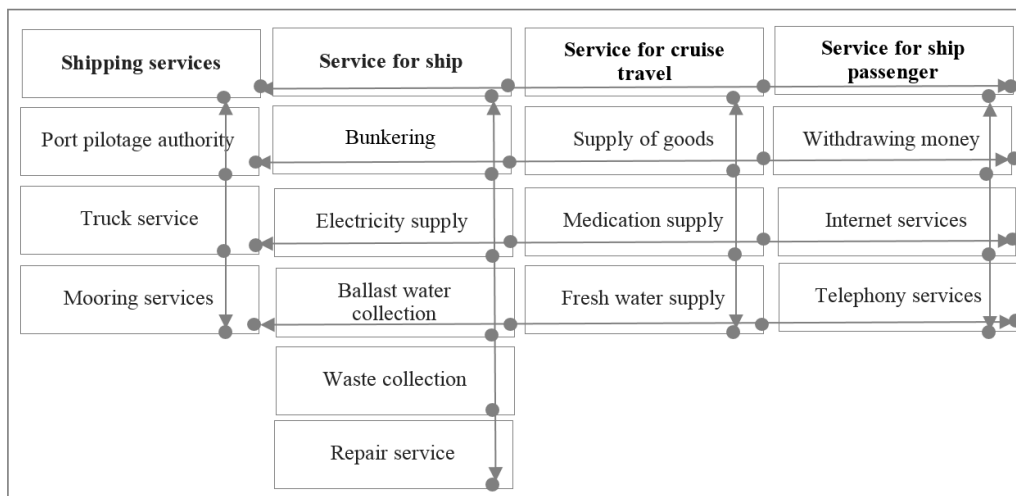 Shipping services
Service for ship
Service for cruise
travel
Service for ship
passenger
Port pilotage authority
Bunkering
Supply of goods
Withdrawing money
Truck service
Electricity supply
Medication supply
Internet services
Mooring services
Ballast water
collection
Fresh water supply
Telephony services
Waste collection
Repair service